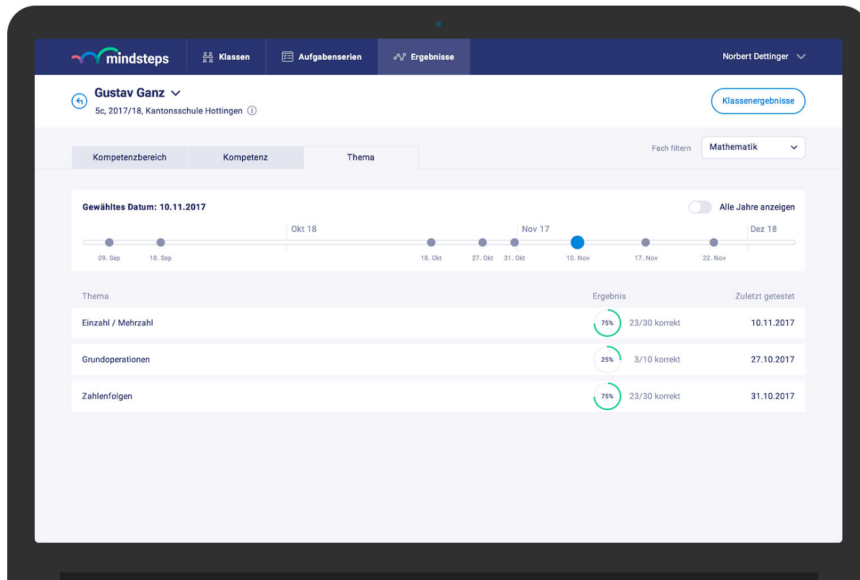 mindsteps Klassen Aufgabenserien Ergebnisse Norbert Dettinger
Gustav Ganz
5c, 2017/18, Kantonsschule Hottingen
Klassenergebnisse
Kompetenzbereich Kompetenz Thema Fach filtern Mathematik
Gewähltes Datum: 10.11.2017 Alle Jahre anzeigen
Okt 18 Nov 17 Dez 18
09. Sep 18. Sep 18. Okt 27. Okt 31. Okt 10. Nov 17. Nov 22. Nov
Thema Ergebnis Zuletzt getestet
Einzahl / Mehrzahl 75% 23/30 korrekt 10.11.2017
Grundoperationen 25% 3/10 korrekt 27.10.2017
Zahlenfolgen 75% 23/30 korrekt 31.10.2017